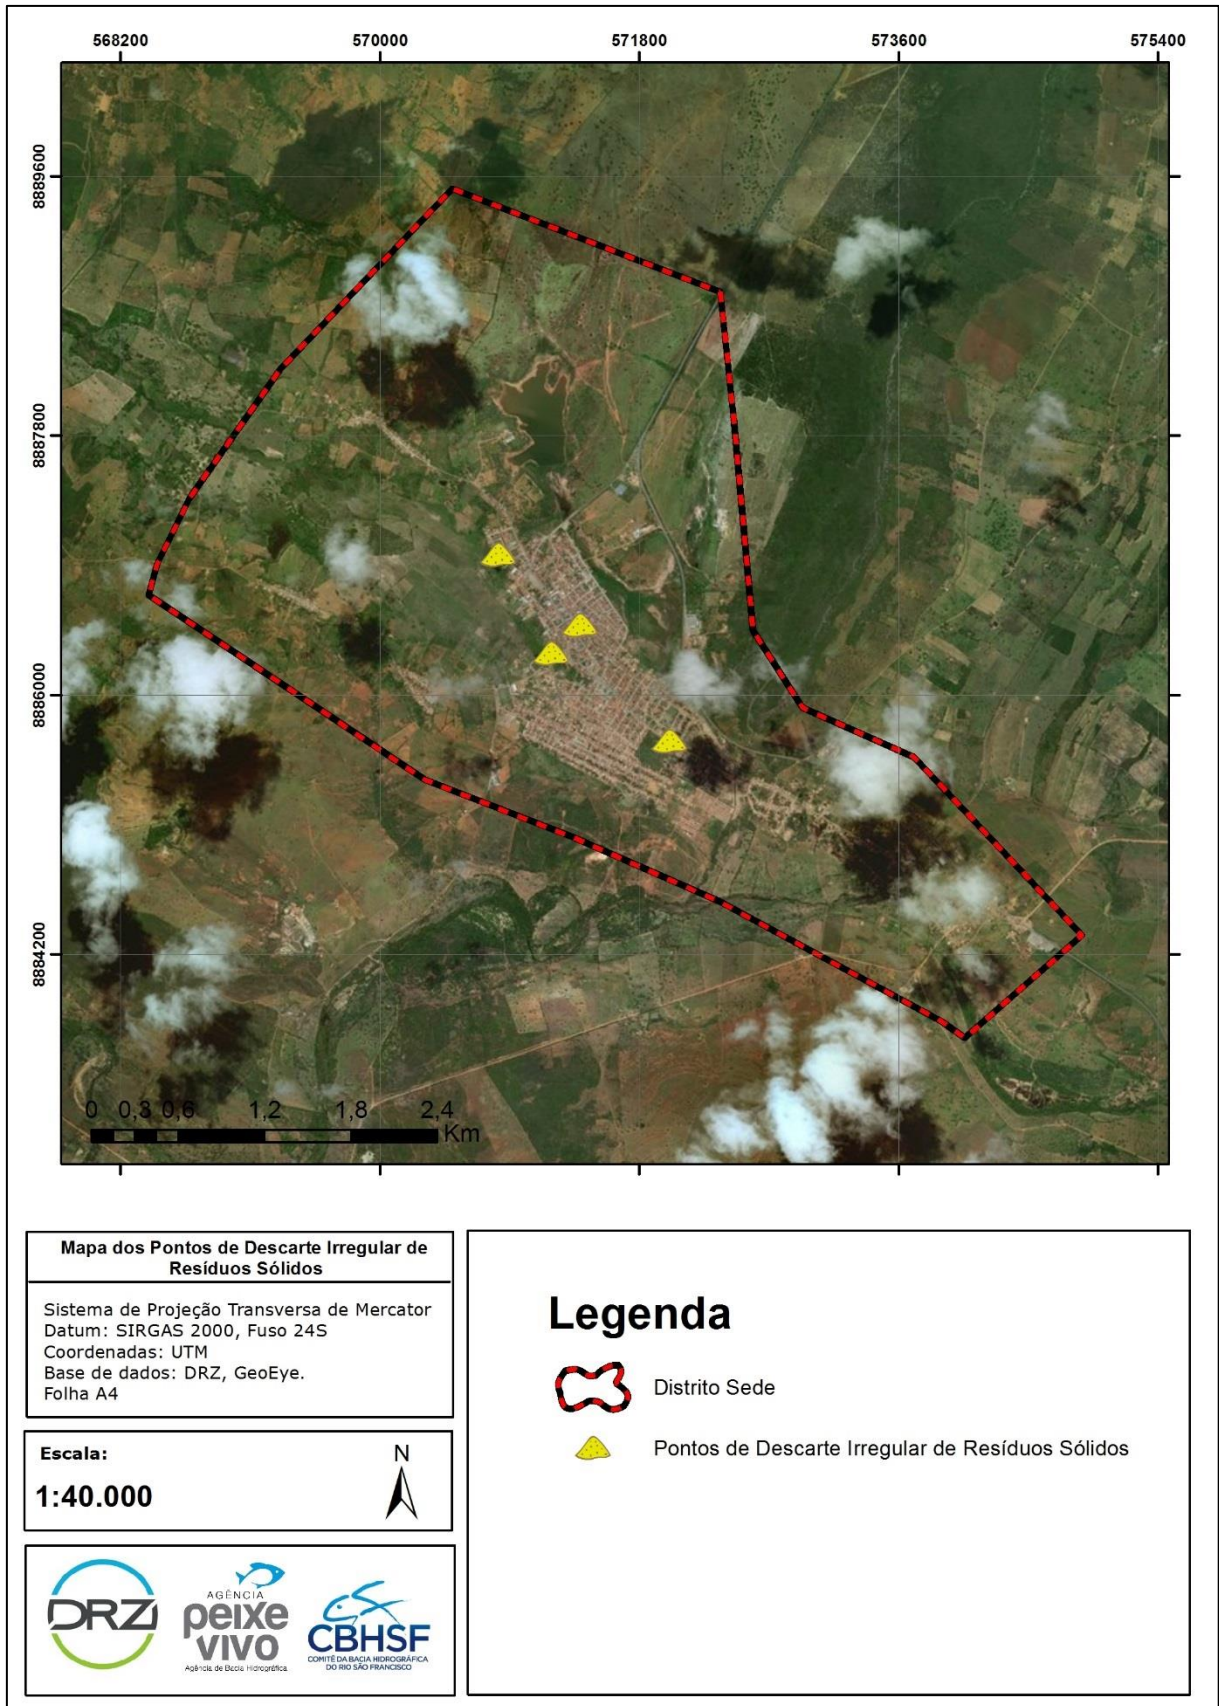 568200 570000 571800 573600 575400
8889600
8887800
8886000
8884200
0 0,3 0,6 1,2 1,8 2,4
Km
Mapa dos Pontos de Descarte Irregular de
Resíduos Sólidos
Sistema de Projeção Transversa de Mercator
Datum: SIRGAS 2000, Fuso 24S
Coordenadas: UTM
Base de dados: DRZ, GeoEye.
Folha A4
Escala:
1:40.000
N
DRZ
AGÊNCIA
peixe
VIVO
Agência de Bacia Hidrográfica
CBHSF
COMITÊ DA BACIA HIDROGRÁFICA
DO RIO SÃO FRANCISCO
Legenda
Distrito Sede
Pontos de Descarte Irregular de Resíduos Sólidos